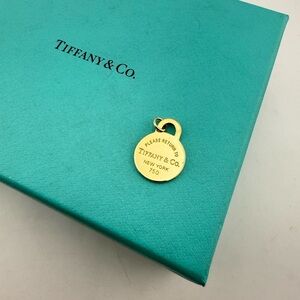 TIFFANY & CO.
PLEASE RETURN TO
TIFFANY & CO.
NEW YORK
750